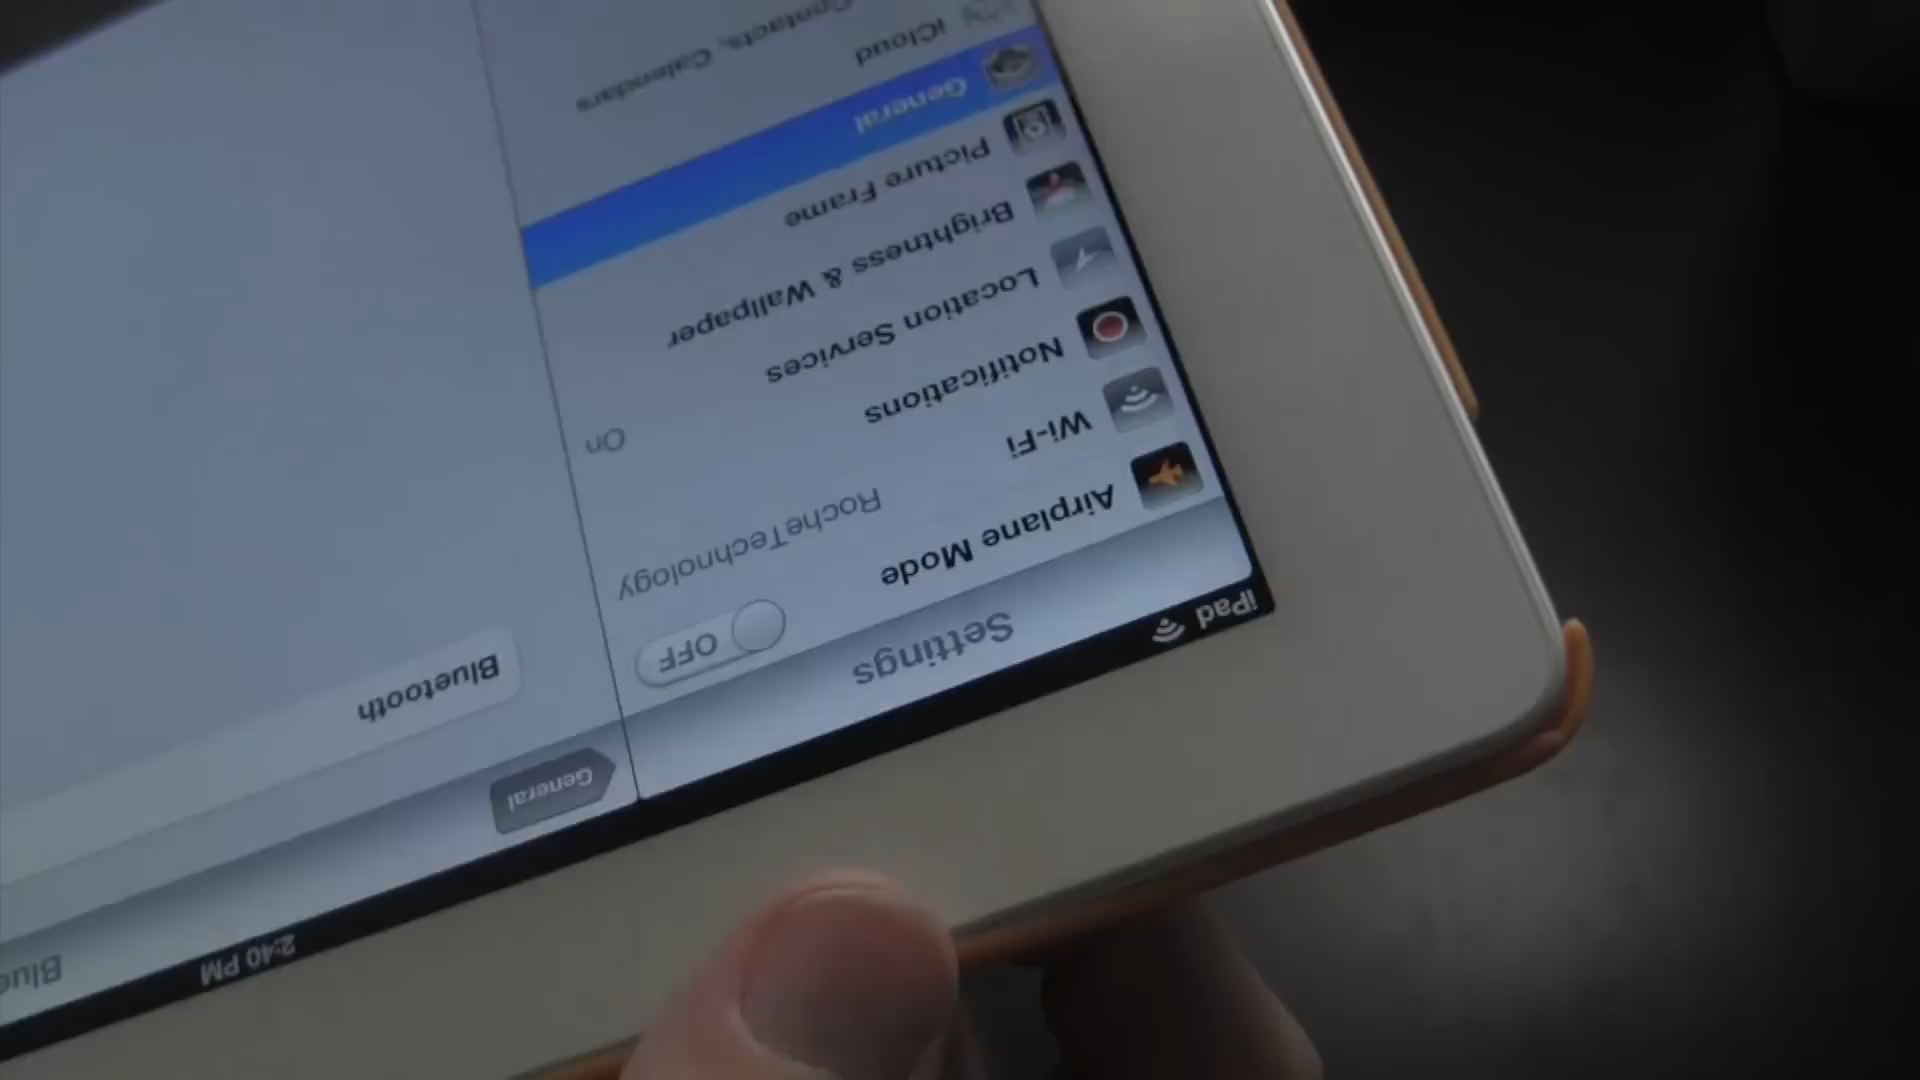 iPad
2:40 PM
Settings
Airplane Mode
OFF
Wi-Fi
RocheTechnology
Notifications
Location Services
On
Brightness & Wallpaper
Picture Frame
General
iCloud
Contacts, Calendars
General
Bluetooth